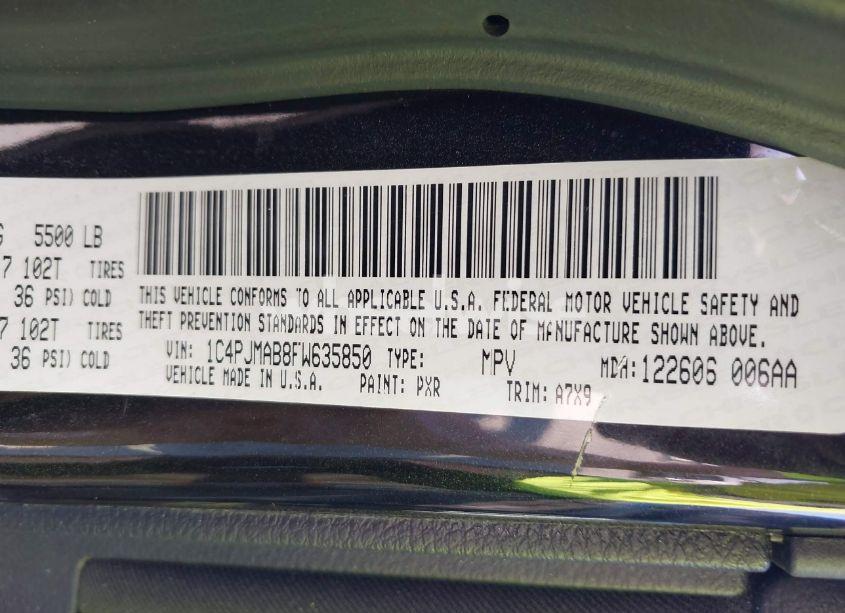 G 5500 LB
7 102T TIRES
36 PSI) COLD
7 102T TIRES
36 PSI) COLD
THIS VEHICLE CONFORMS TO ALL APPLICABLE U.S.A. FEDERAL MOTOR VEHICLE SAFETY AND
THEFT PREVENTION STANDARDS IN EFFECT ON THE DATE OF MANUFACTURE SHOWN ABOVE.
VIN: 1C4PJMAB8FW635850 TYPE: MPV MDH:122606 006AA
VEHICLE MADE IN U.S.A. PAINT: PXR TRIM: A7X9